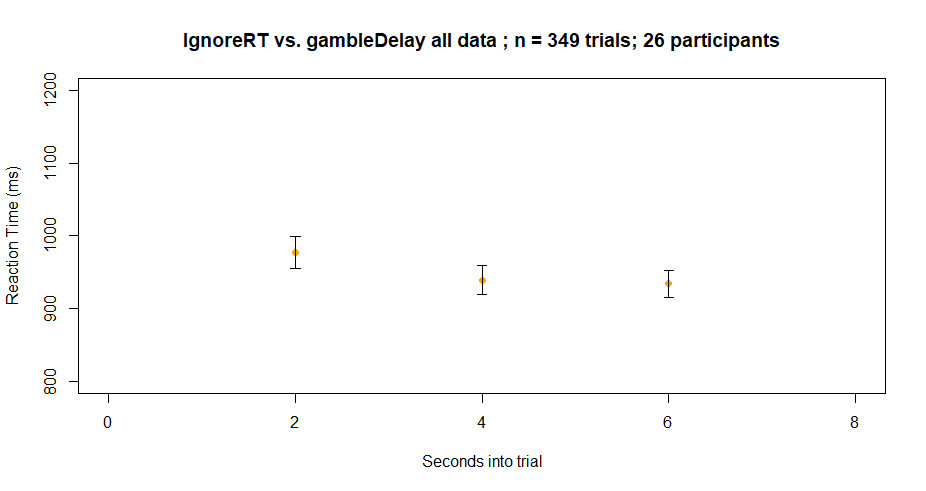 IgnoreRT vs. gambleDelay all data ; n = 349 trials; 26 participants
Reaction Time (ms)
1200
1100
1000
900
800
0 2 4 6 8
Seconds into trial